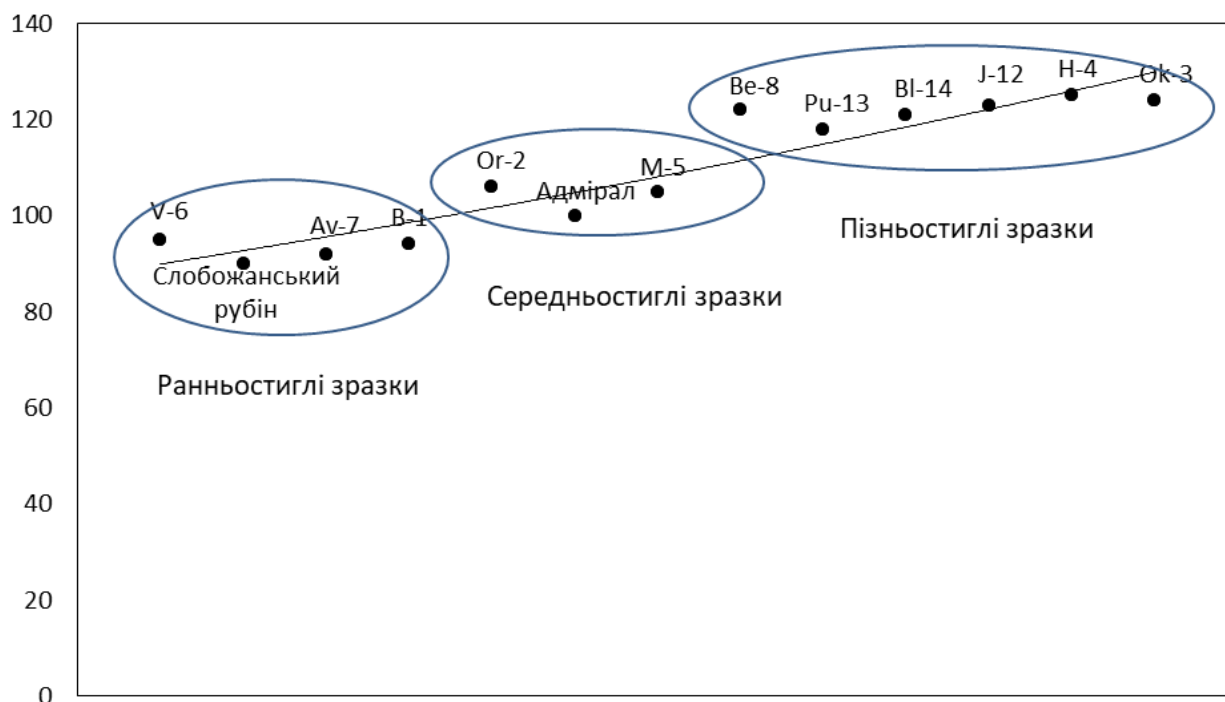 140
120
100
80
60
40
20
0
V-6
Слобожанський
рубін
Av-7
B-1
Ранньостиглі зразки
Or-2
Адмірал
M-5
Середньостиглі зразки
Be-8
Pu-13
Bl-14
J-12
H-4
Ok-3
Пізньостиглі зразки